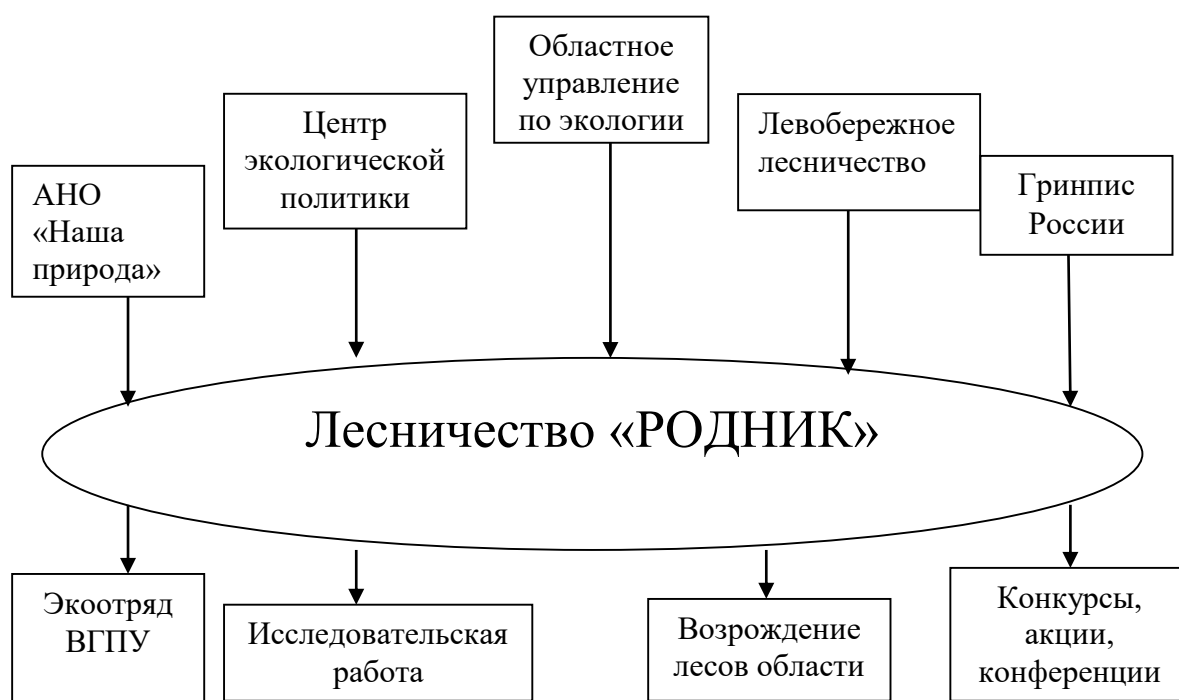 Областное
управление
по экологии
Центр
экологической
политики
Левобережное
лесничество
Гринпис
России
АНО
«Наша
природа»
Лесничество «РОДНИК»
Экоотряд
ВГПУ
Исследовательская
работа
Возрождение
лесов области
Конкурсы,
акции,
конференции